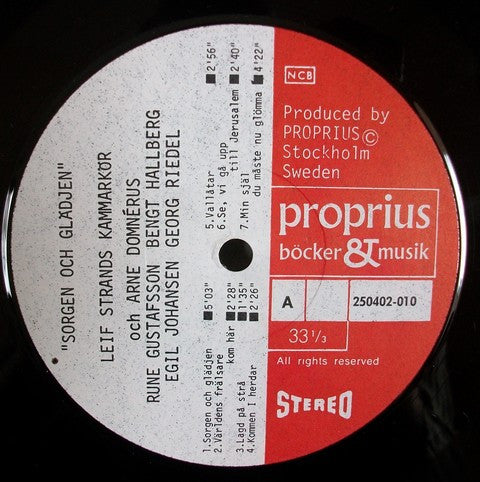 "SORGEN OCH GLÄDJEN"
LEIF STRANDS KAMMARKÖR
och ARNE DOMNÉRUS
RUNE GUSTAFSSON BENGT HALLBERG
EGIL JOHANSEN GEORG RIEDEL
1.Sorgen och glädjen ■5'03"
2.Världens frälsare
kom här ■2'28"
3.Lagd på strå ■1'35"
4.Kommen I herdar ■2'26"
5.Vallåtar ■2'56"
6.Se, vi gå upp
till Jerusalem ■2'40"
7.Min själ
du måste nu glömma ■4'22"
NCB
Produced by
PROPRIUS©
Stockholm
Sweden
proprius
böcker & musik
A 250402-010
33 1/3
All rights reserved
STEREO